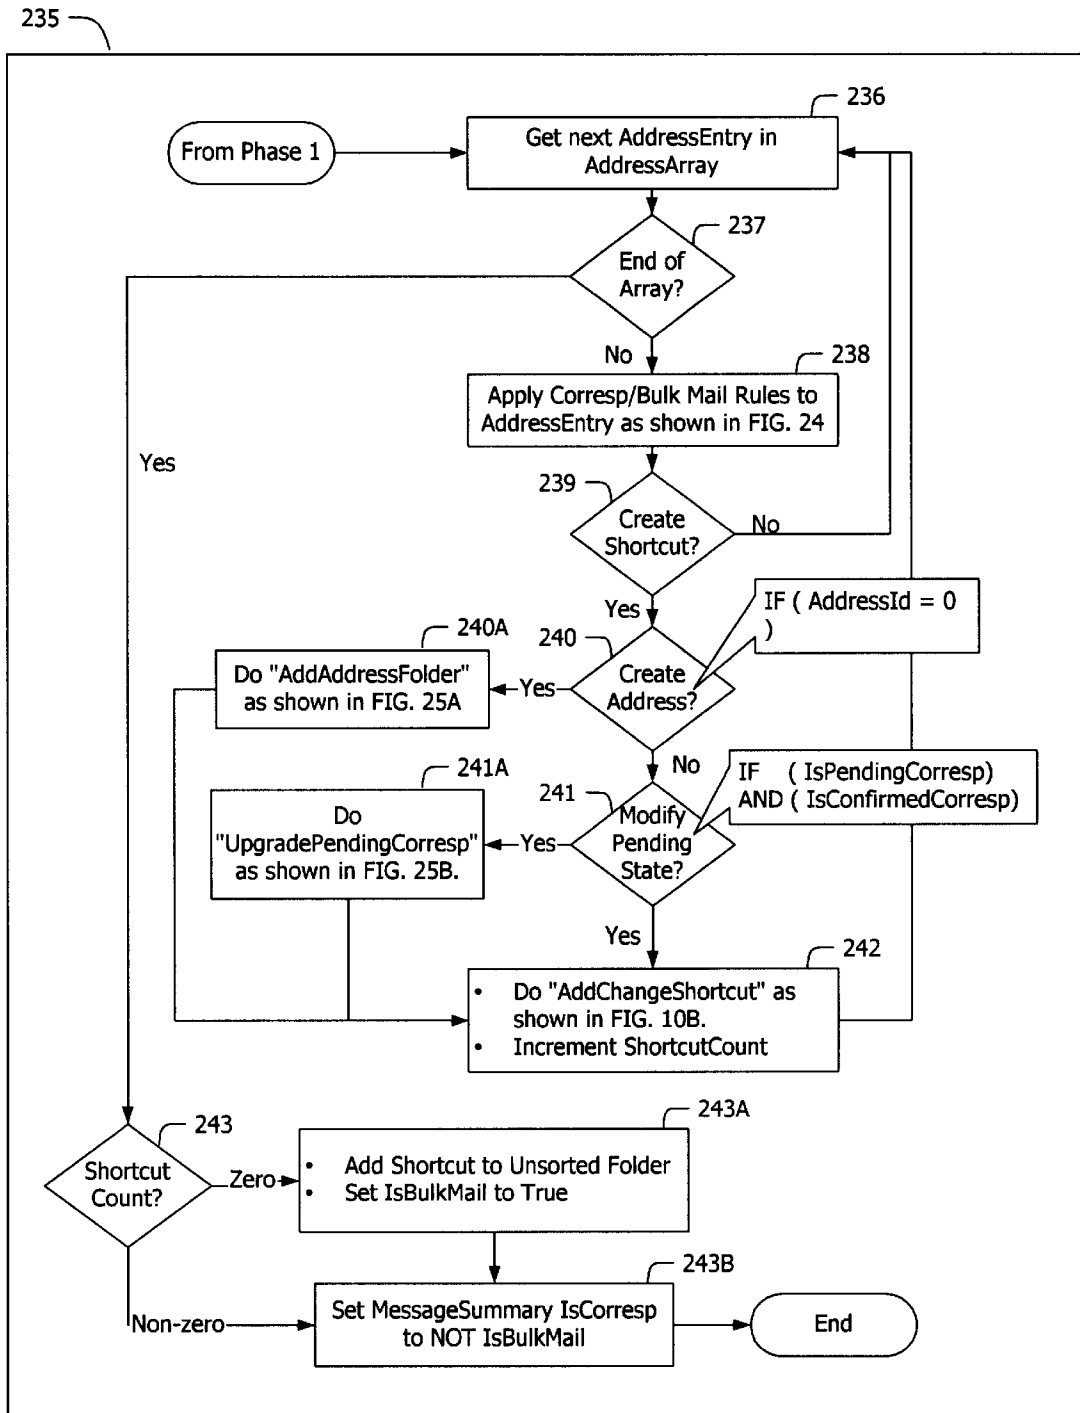 235
236
From Phase 1
Get next AddressEntry in
AddressArray
237
End of
Array?
No
238
Apply Corresp/Bulk Mail Rules to
AddressEntry as shown in FIG. 24
Yes
239
Create
Shortcut?
No
Yes
IF ( AddressId = 0
)
240A
240
Do "AddAddressFolder"
as shown in FIG. 25A
Yes
Create
Address?
No
IF ( IsPendingCorresp)
AND ( IsConfirmedCorresp)
241A
241
Do
"UpgradePendingCorresp"
as shown in FIG. 25B.
Yes
Modify
Pending
State?
Yes
242
• Do "AddChangeShortcut" as
shown in FIG. 10B.
• Increment ShortcutCount
243
243A
Shortcut
Count?
Zero
• Add Shortcut to Unsorted Folder
• Set IsBulkMail to True
243B
Non-zero
Set MessageSummary IsCorresp
to NOT IsBulkMail
End